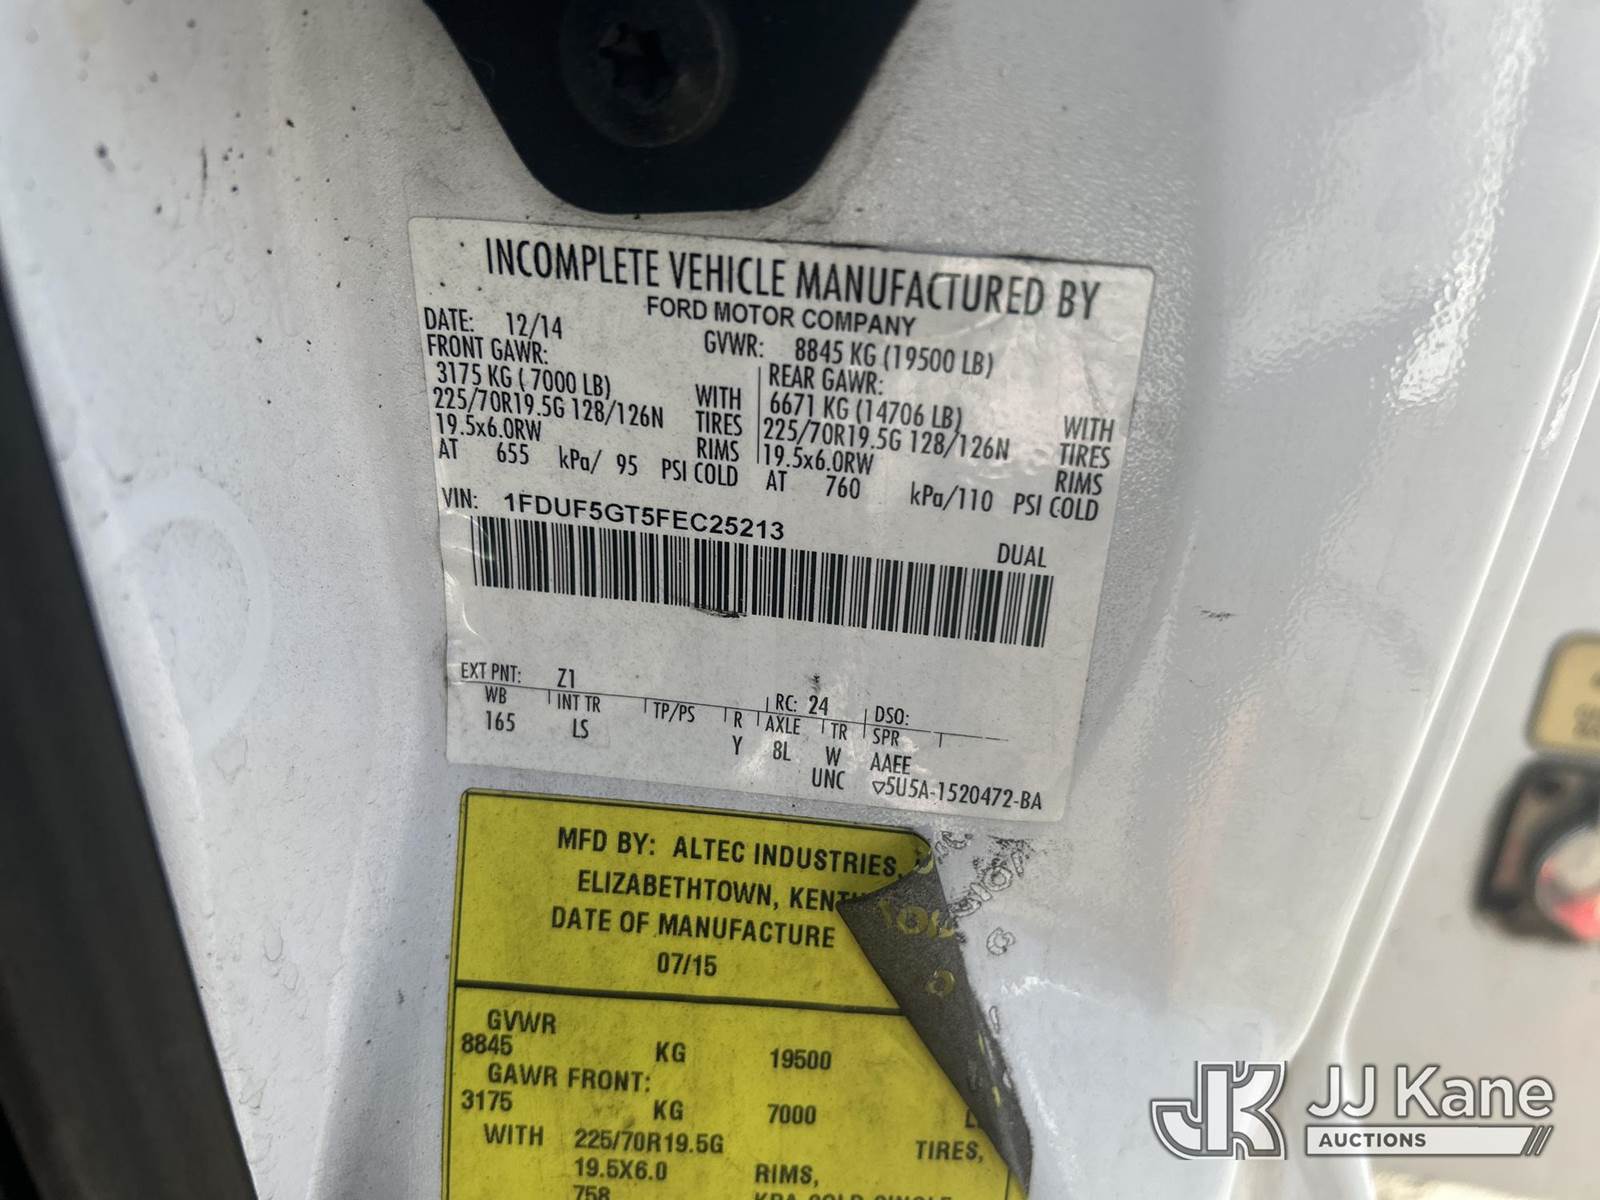 INCOMPLETE VEHICLE MANUFACTURED BY
FORD MOTOR COMPANY
DATE: 12/14 GVWR: 8845 KG (19500 LB)
FRONT GAWR: REAR GAWR:
3175 KG ( 7000 LB) WITH 6671 KG (14706 LB) WITH
225/70R19.5G 128/126N TIRES 225/70R19.5G 128/126N TIRES
19.5x6.0RW RIMS 19.5x6.0RW RIMS
AT 655 kPa/ 95 PSI COLD AT 760 kPa/110 PSI COLD
VIN: 1FDUF5GT5FEC25213
DUAL
EXT PNT: Z1 RC: 24 DSO:
WB INT TR TP/PS R AXLE TR SPR
165 LS Y 8L W AAEE
UNC ▽5U5A-1520472-BA
MFD BY: ALTEC INDUSTRIES,
ELIZABETHTOWN,
DATE OF MANUFACTURE
07/15
GVWR
8845 KG 19500
GAWR FRONT:
3175 KG 7000
WITH 225/70R19.5G TIRES,
19.5X6.0 RIMS,
758
JK JJ Kane
AUCTIONS